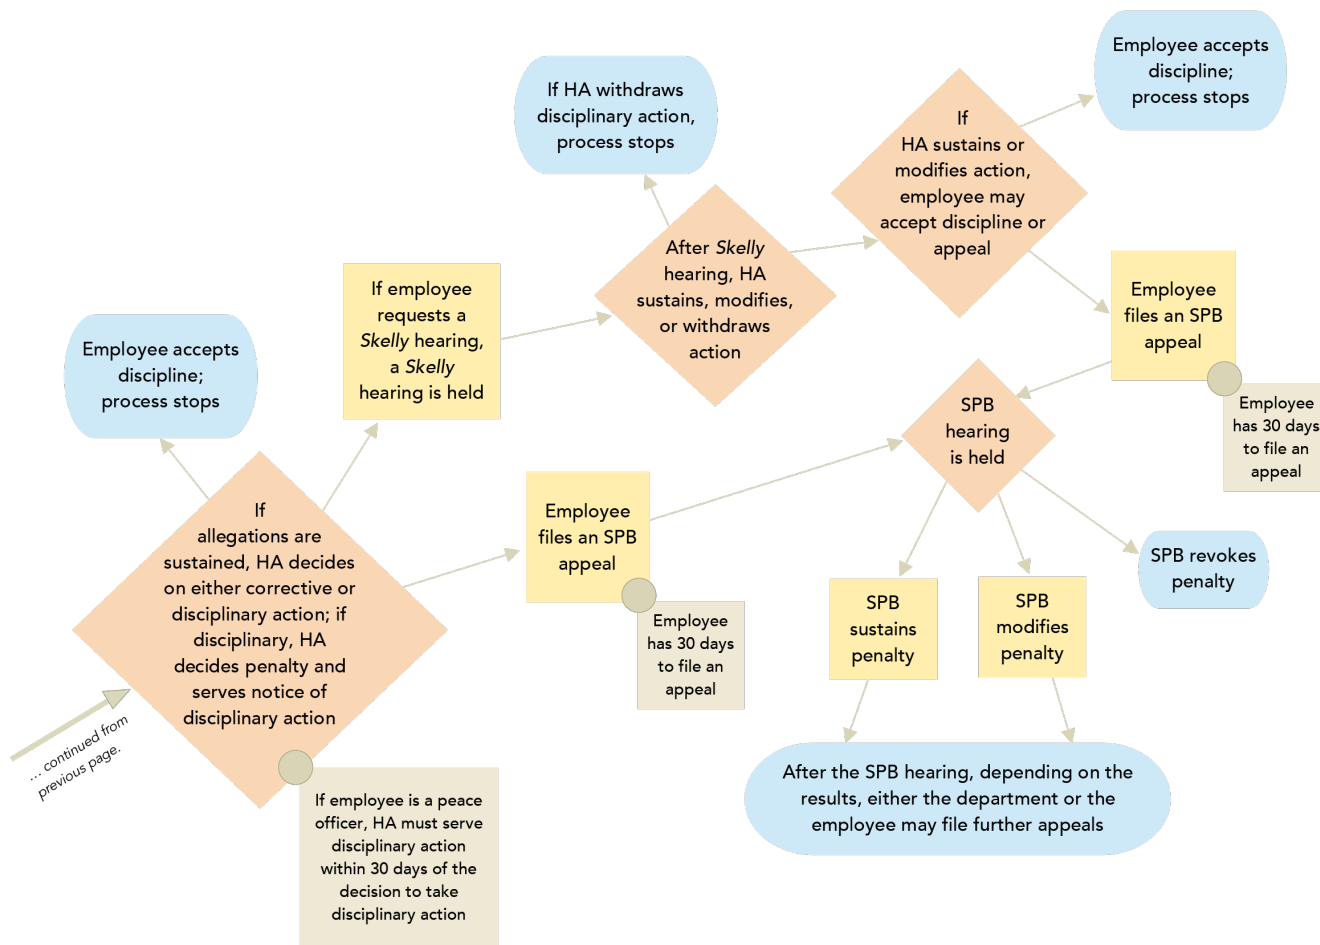 Employee accepts
discipline;
process stops
If HA withdraws
disciplinary action,
process stops
If
HA sustains or
modifies action,
employee may
accept discipline or
appeal
After Skelly
hearing, HA
sustains, modifies,
or withdraws
action
If employee
requests a
Skelly hearing,
a Skelly
hearing is held
Employee
files an SPB
appeal
Employee
has 30 days
to file an
appeal
Employee accepts
discipline;
process stops
SPB
hearing
is held
If
allegations are
sustained, HA decides
on either corrective or
disciplinary action; if
disciplinary, HA
decides penalty and
serves notice of
disciplinary action
Employee
files an SPB
appeal
Employee
has 30 days
to file an
appeal
SPB revokes
penalty
SPB
sustains
penalty
SPB
modifies
penalty
... continued from
previous page.
After the SPB hearing, depending on the
results, either the department or the
employee may file further appeals
If employee is a peace
officer, HA must serve
disciplinary action
within 30 days of the
decision to take
disciplinary action